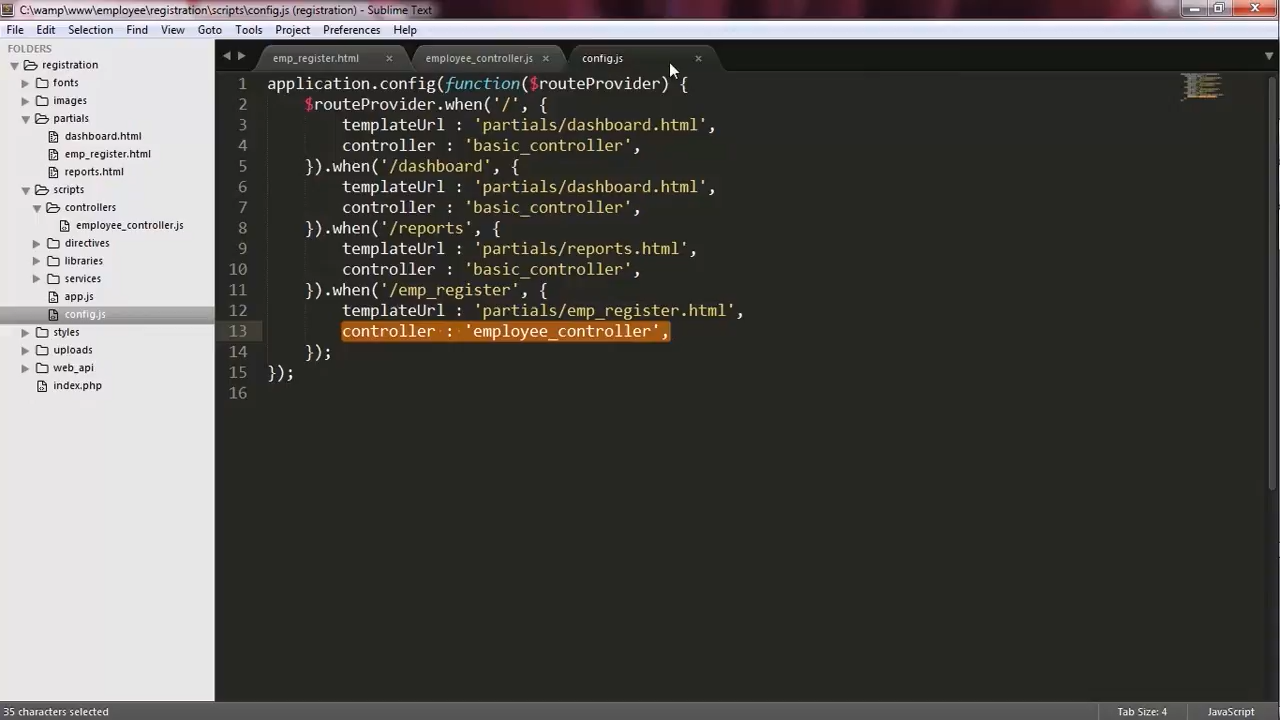 C:\wamp\www\employee\registration\scripts\config.js (registration) - Sublime Text
File Edit Selection Find View Goto Tools Project Preferences Help
FOLDERS
registration
fonts
images
partials
dashboard.html
emp_register.html
reports.html
scripts
controllers
employee_controller.js
directives
libraries
services
app.js
config.js
styles
uploads
web_api
index.php
emp_register.html × employee_controller.js × config.js ×
1 application.config(function($routeProvider) {
2 $routeProvider.when('/', {
3 templateUrl : 'partials/dashboard.html',
4 controller : 'basic_controller',
5 }).when('/dashboard', {
6 templateUrl : 'partials/dashboard.html',
7 controller : 'basic_controller',
8 }).when('/reports', {
9 templateUrl : 'partials/reports.html',
10 controller : 'basic_controller',
11 }).when('/emp_register', {
12 templateUrl : 'partials/emp_register.html',
13 controller : 'employee_controller',
14 });
15 });
16
35 characters selected Tab Size: 4 JavaScript